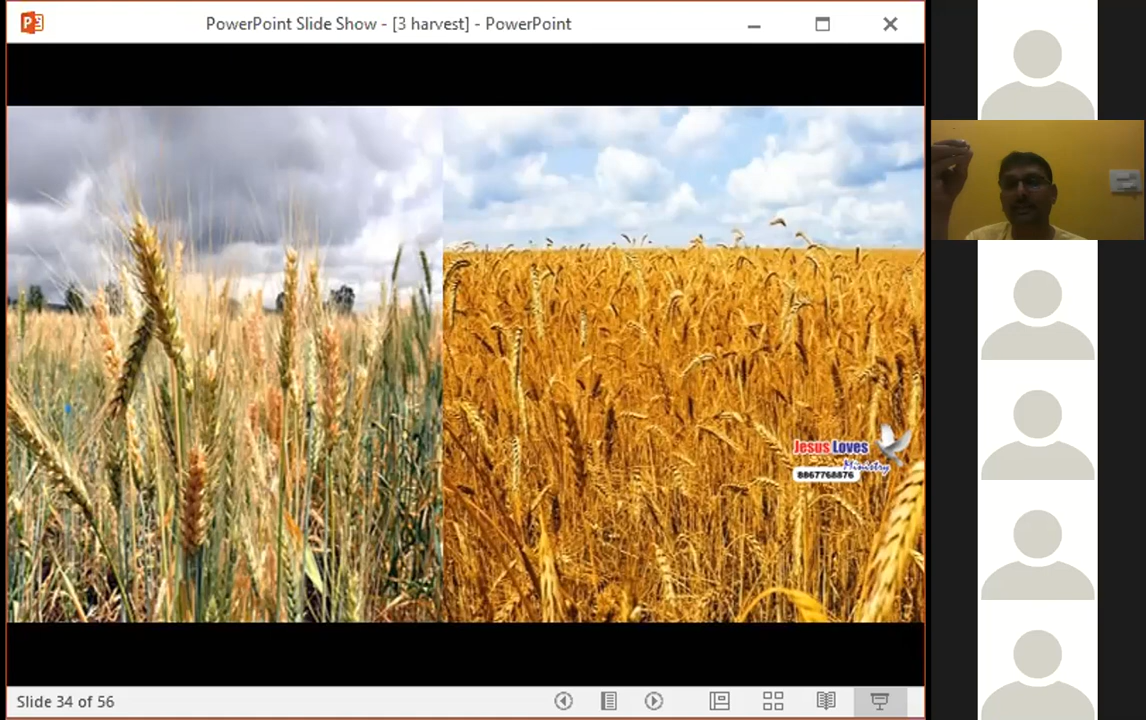 PowerPoint Slide Show - [3 harvest] - PowerPoint
Jesus Loves
Ministry
8867768876
Slide 34 of 56